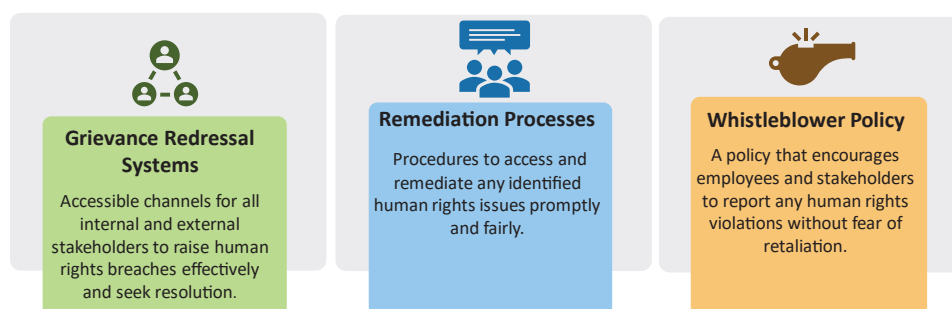 Grievance Redressal
Systems
Accessible channels for all
internal and external
stakeholders to raise human
rights breaches effectively
and seek resolution.
Remediation Processes
Procedures to access and
remediate any identified
human rights issues promptly
and fairly.
Whistleblower Policy
A policy that encourages
employees and stakeholders
to report any human rights
violations without fear of
retaliation.